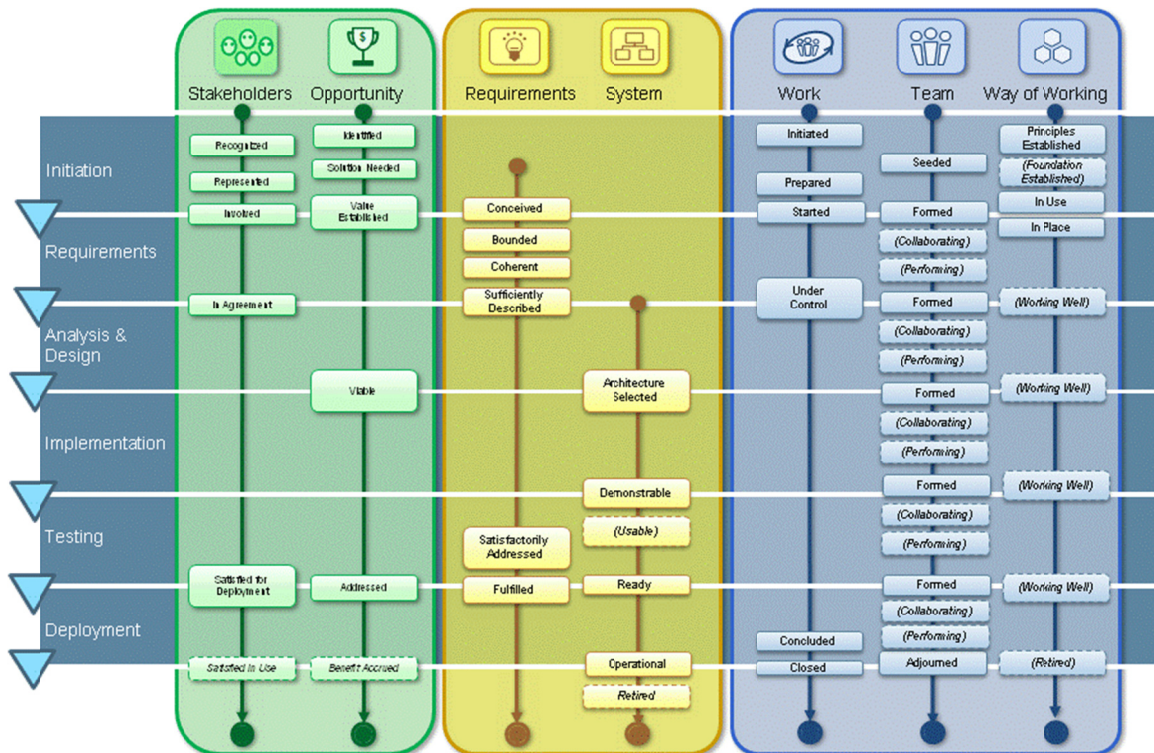 $
Stakeholders
Opportunity
Requirements
System
Work
Team
Way of Working
Initiation
Requirements
Analysis &
Design
Implementation
Testing
Deployment
Recognized
Represented
Involved
In Agreement
Satisfied for
Deployment
Satisfied in Use
Identified
Solution Needed
Value
Established
Viable
Addressed
Benefit Accrued
Conceived
Bounded
Coherent
Sufficiently
Described
Satisfactorily
Addressed
Fulfilled
Architecture
Selected
Demonstrable
(Usable)
Ready
Operational
Retired
Initiated
Prepared
Started
Under
Control
Concluded
Closed
Seeded
Formed
(Collaborating)
(Performing)
Formed
(Collaborating)
(Performing)
Formed
(Collaborating)
(Performing)
Formed
(Collaborating)
(Performing)
Formed
(Collaborating)
(Performing)
Adjourned
Principles
Established
(Foundation
Established)
In Use
In Place
(Working Well)
(Working Well)
(Working Well)
(Working Well)
(Retired)